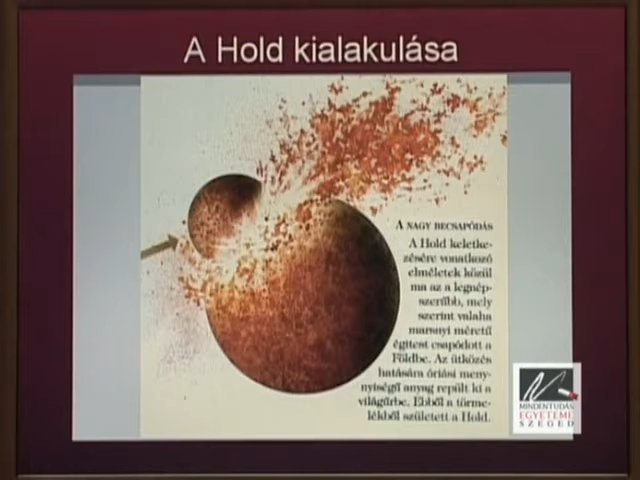 A Hold kialakulása
A NAGY BECSAPÓDÁS
A Hold keletke-
zésére vonatkozó
elméletek közül
ma az a legnép-
szerűbb, mely
szerint valaha
marsnyi méretű
égitest csapódott a
Földbe. Az ütközés
hatására óriási meny-
nyiségű anyag repült ki a
világűrbe. Ebből a törme-
lékből született a Hold.
MINDENTUDÁS
EGYETEME
SZEGED